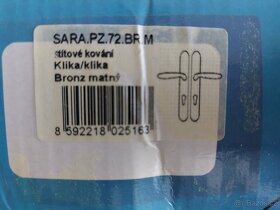 SARA.PZ.72.BR.M
štítové kování
Klika/klika
Bronz matný
8 592218 025163